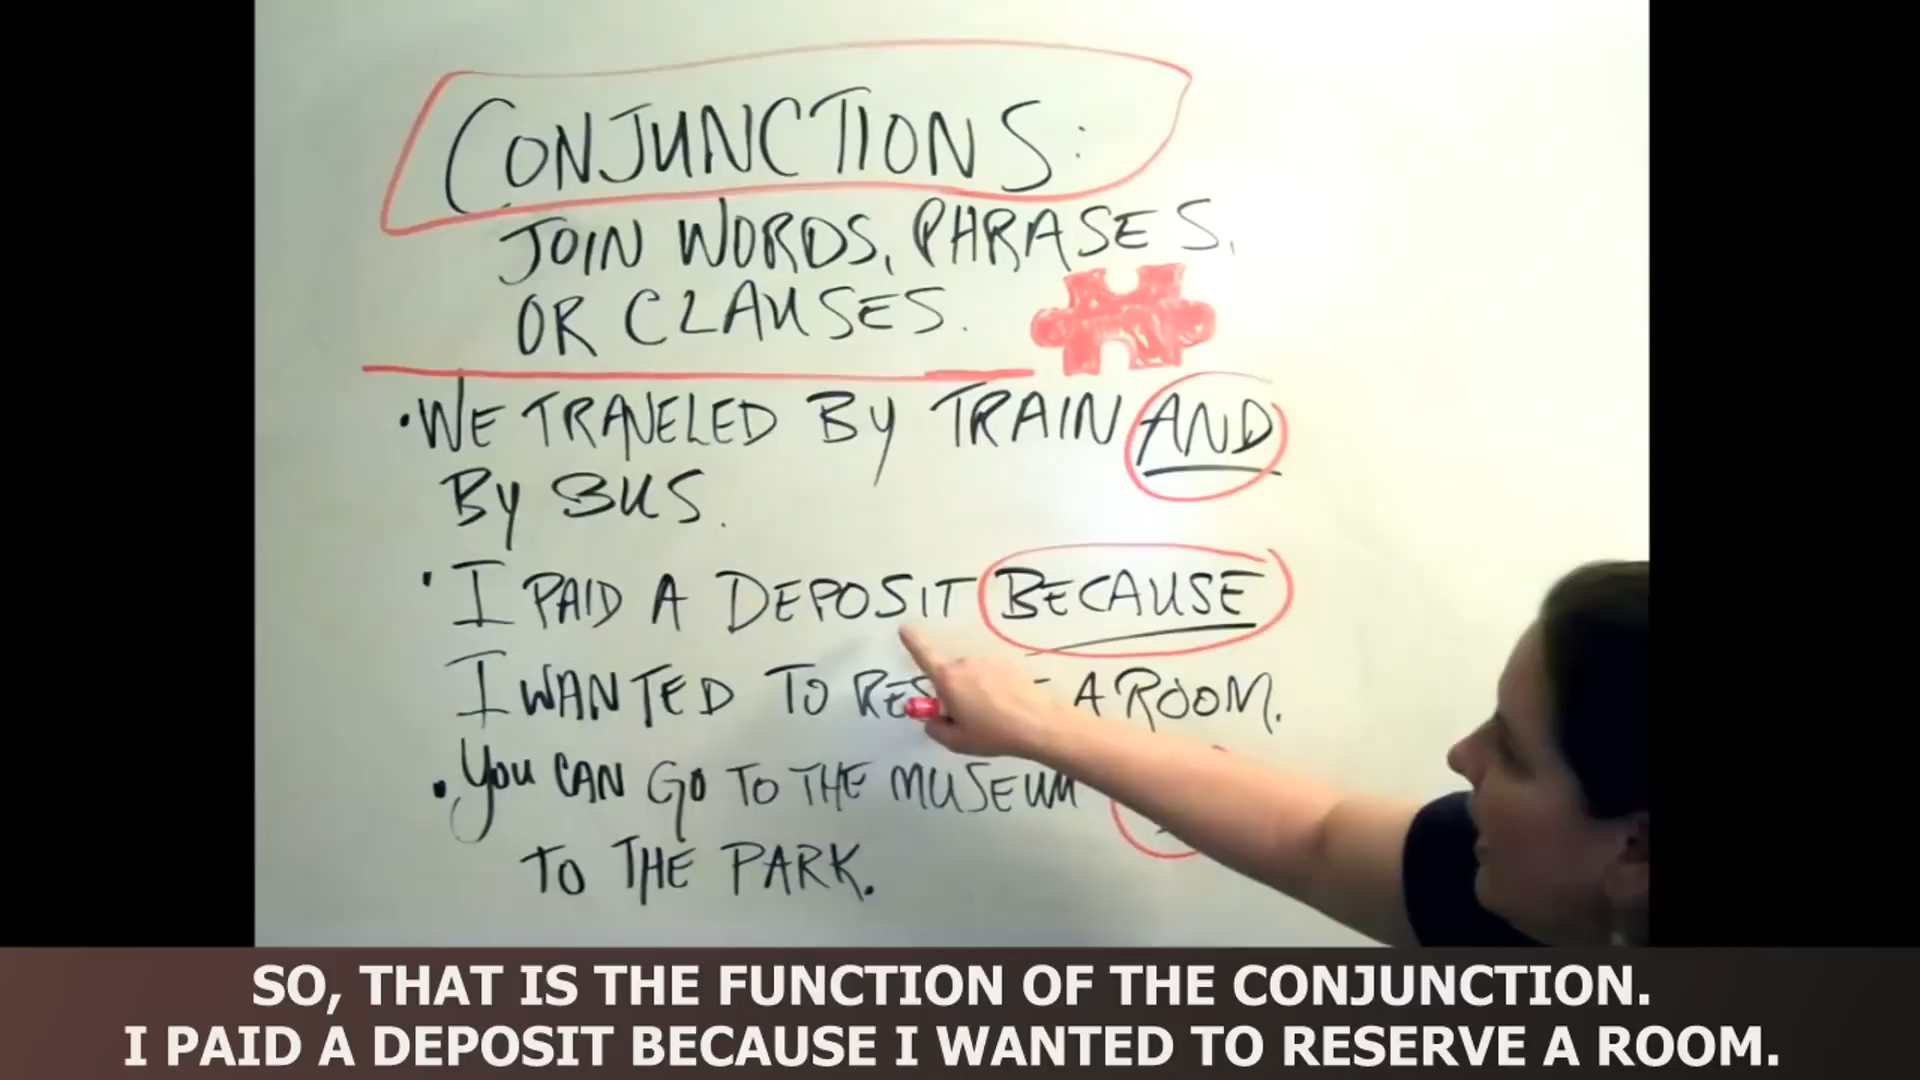 CONJUNCTIONS:
JOIN WORDS, PHRASES,
OR CLAUSES.
• WE TRAVELED BY TRAIN AND
BY BUS.
• I PAID A DEPOSIT BECAUSE
I WANTED TO A ROOM.
• YOU CAN GO TO THE MUSEUM
TO THE PARK.
SO, THAT IS THE FUNCTION OF THE CONJUNCTION.
I PAID A DEPOSIT BECAUSE I WANTED TO RESERVE A ROOM.